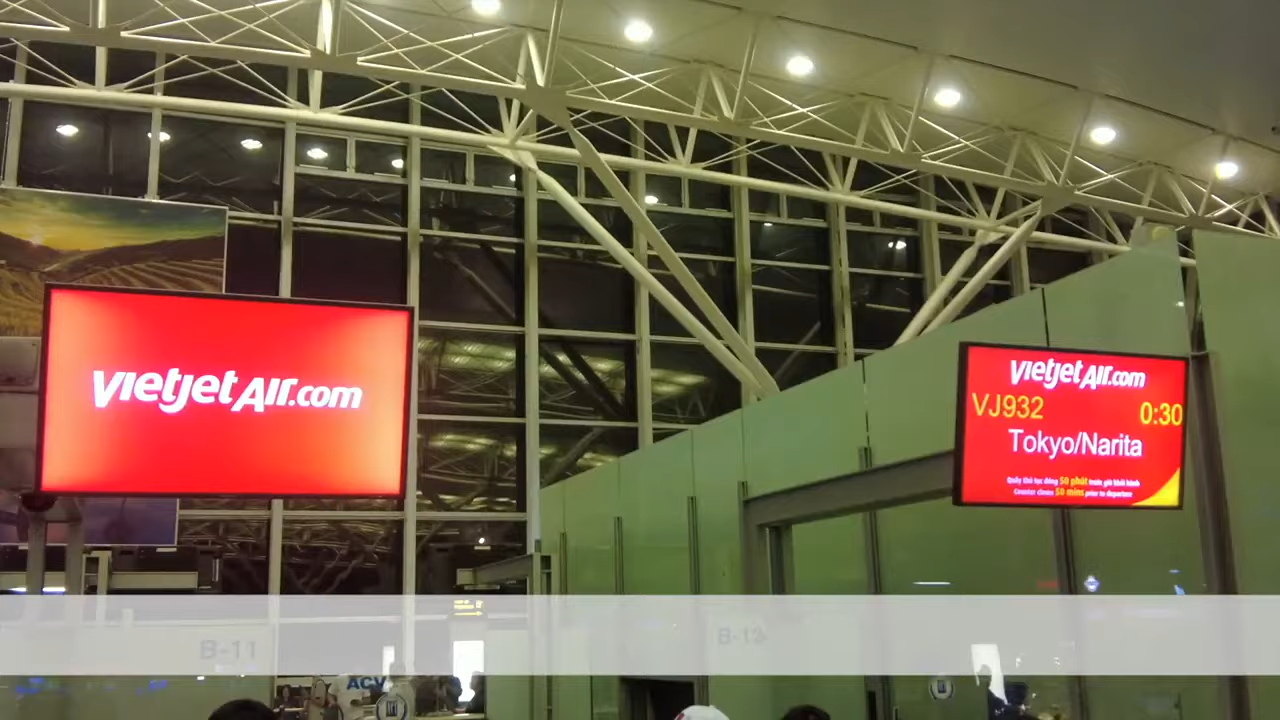 vietjetAir.com
vietjetAir.com
VJ932 0:30
Tokyo/Narita
Quầy thủ tục đóng 50 phút trước giờ khởi hành
Counter closes 50 mins prior to departure
B-11
B-12
ACV